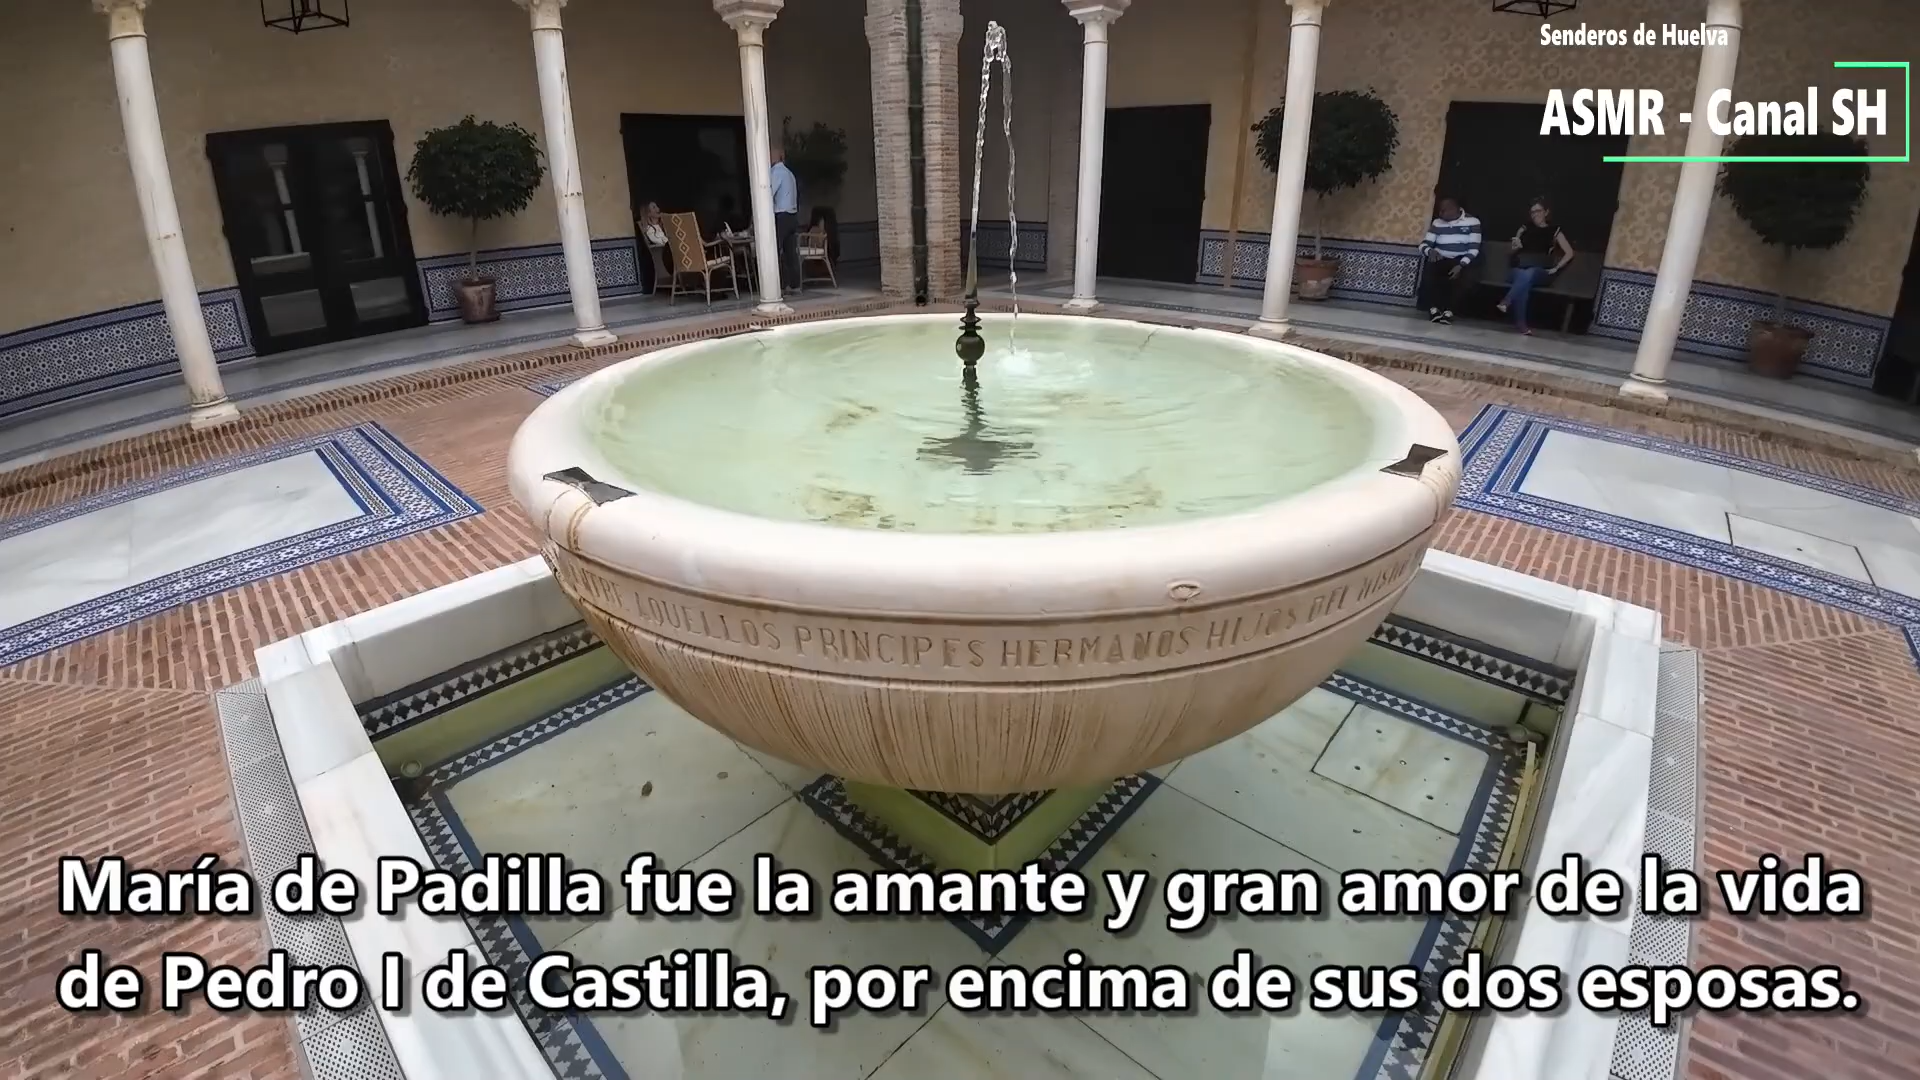 Senderos de Huelva
ASMR - Canal SH
AQUELLOS PRINCIPES HERMANOS HIJOS DEL
María de Padilla fue la amante y gran amor de la vida
de Pedro I de Castilla, por encima de sus dos esposas.